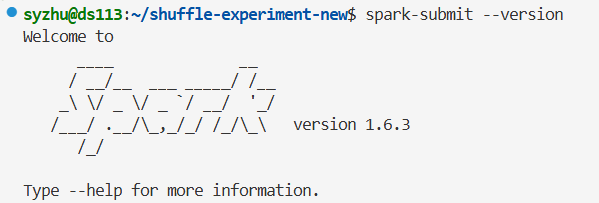 syzhu@ds113:~/shuffle-experiment-new$ spark-submit --version
Welcome to
      ____              __
     / __/__  ___ _____/ /__
    _\ \/ _ \/ _ `/ __/  '_/
   /___/ .__/\_,_/_/ /_/\_\   version 1.6.3
      /_/
Type --help for more information.